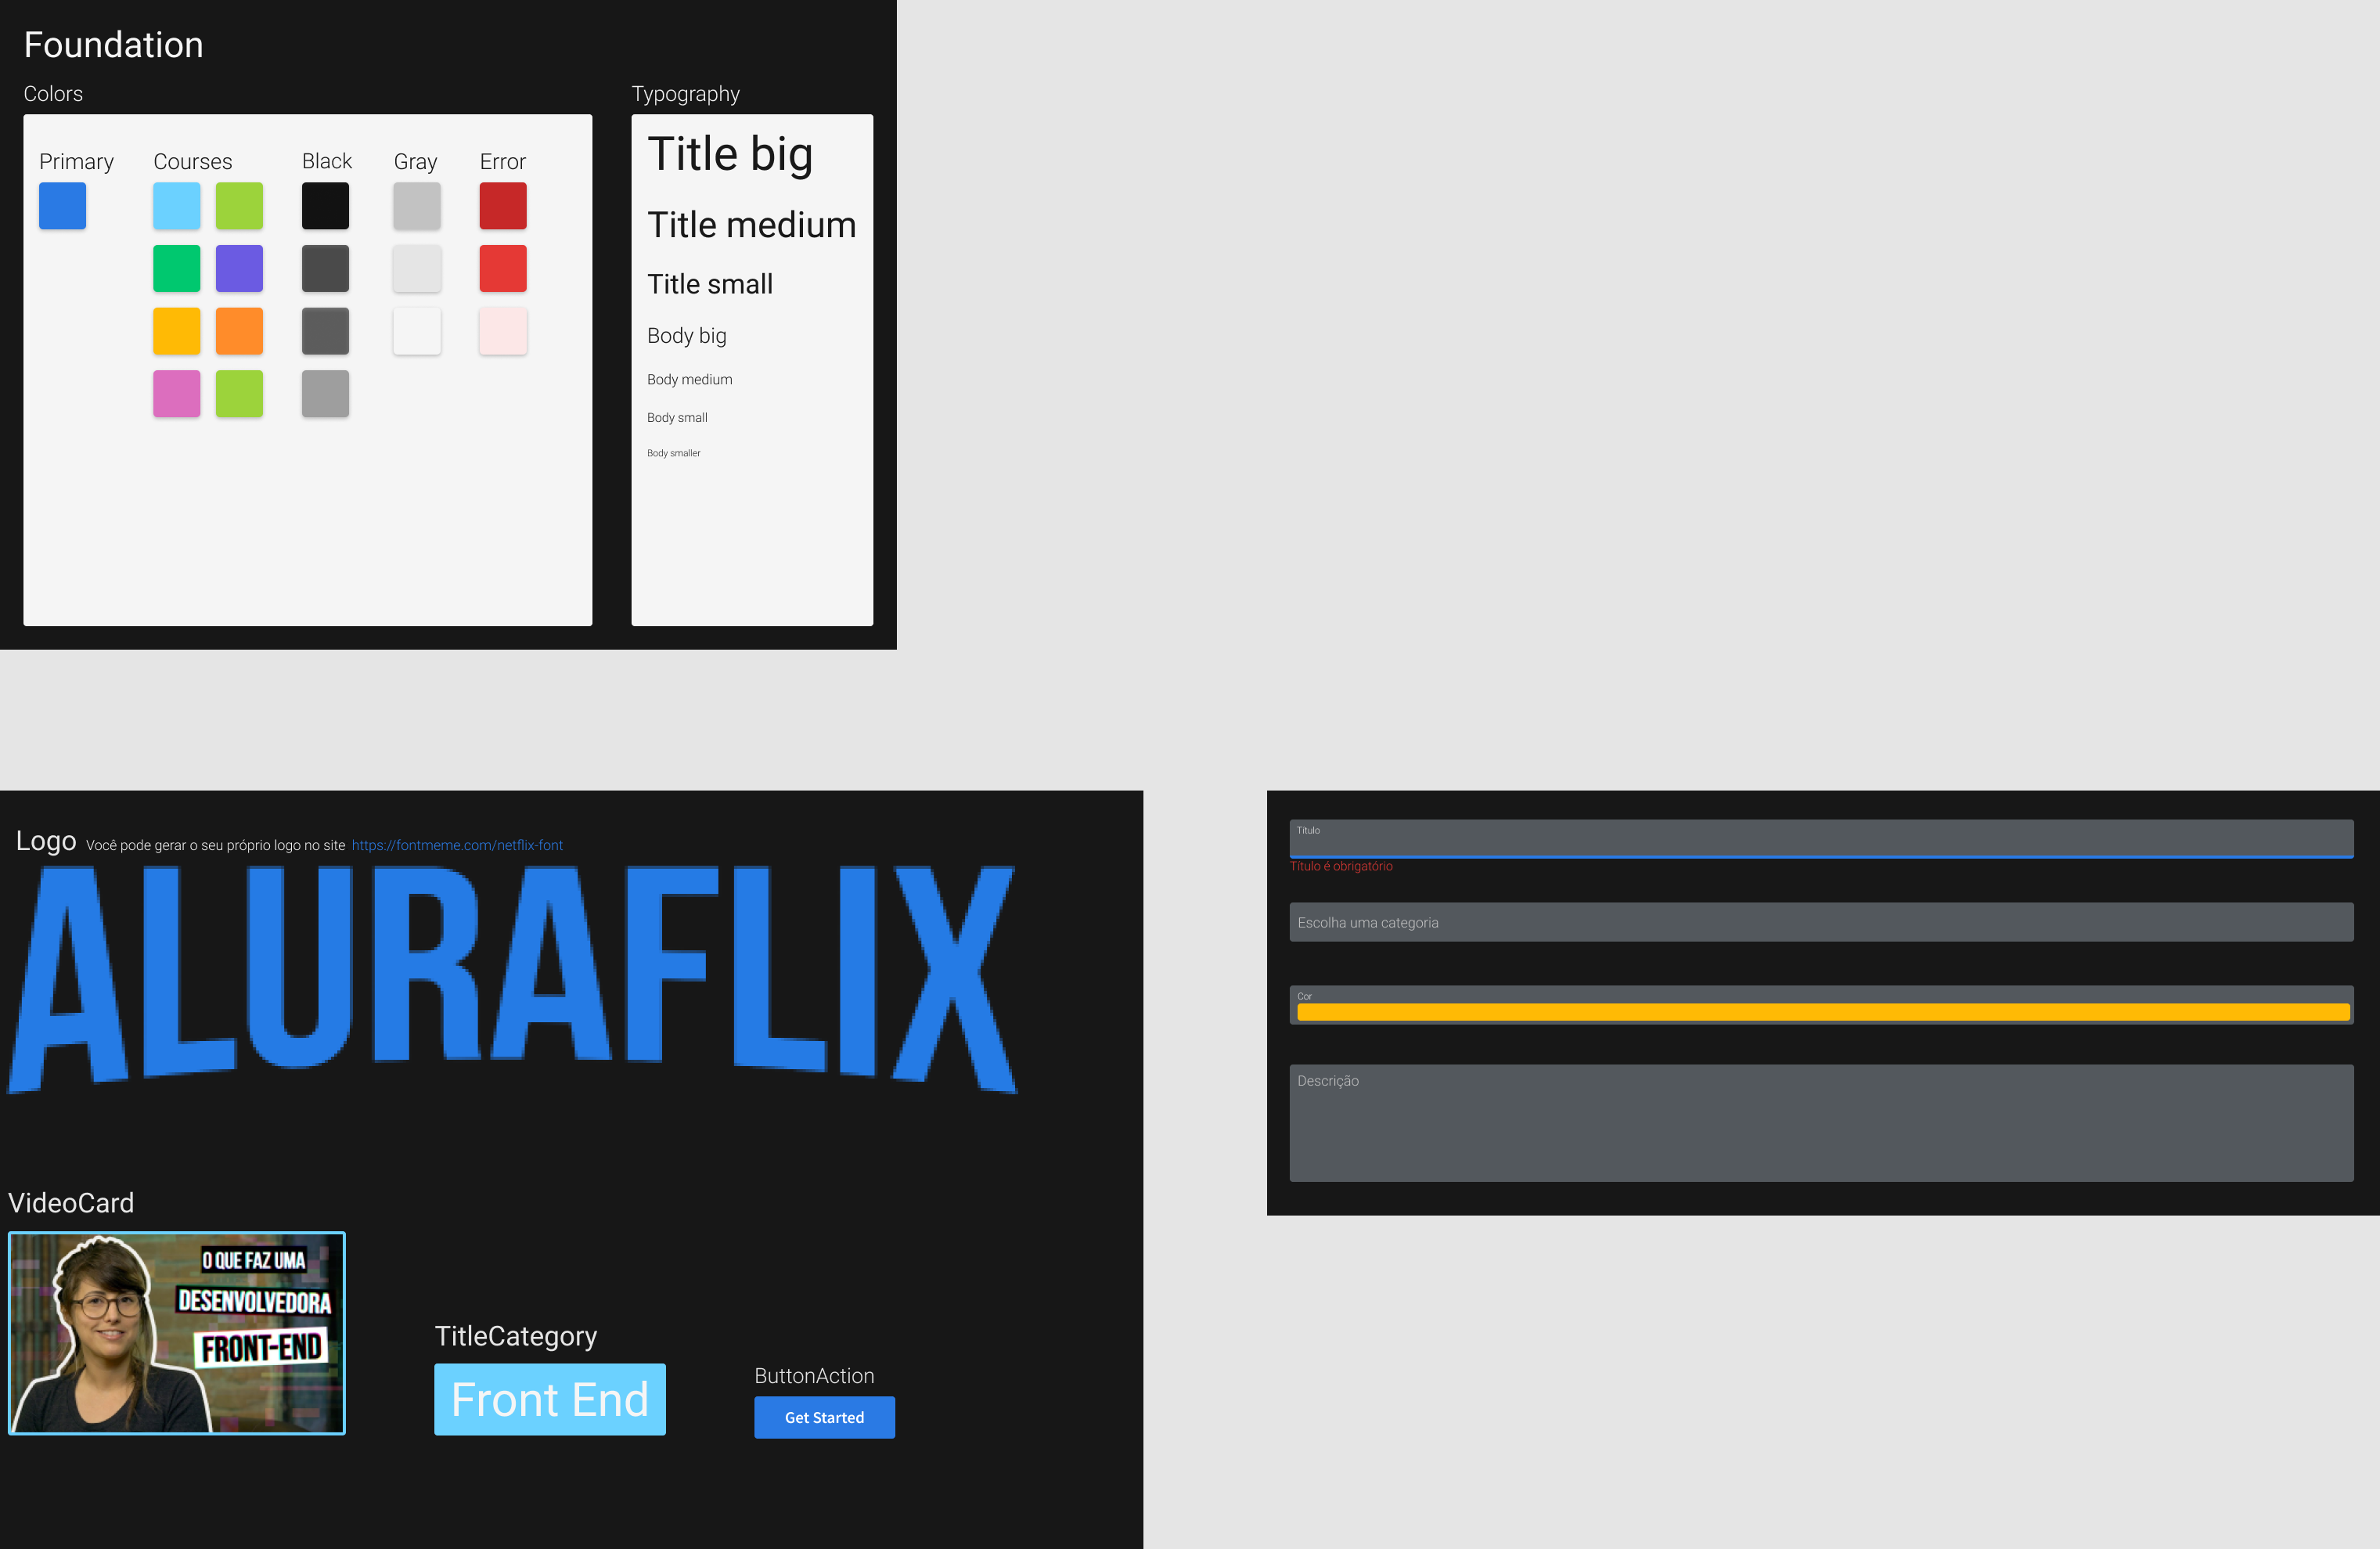 Foundation
Colors
Typography
Primary
Courses
Black
Gray
Error
Title big
Title medium
Title small
Body big
Body medium
Body small
Body smaller
Logo Você pode gerar o seu próprio logo no site https://fontmeme.com/netflix-font
ALURAFLIX
VideoCard
O QUE FAZ UMA
DESENVOLVEDORA
FRONT-END
TitleCategory
Front End
ButtonAction
Get Started
Título
Título é obrigatório
Escolha uma categoria
Cor
Descrição